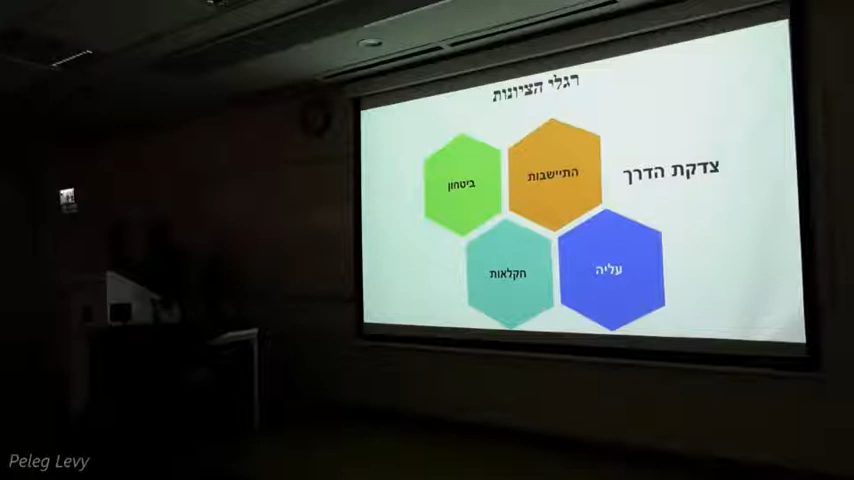 רגלי הציונות
התיישבות
ביטחון
צדקת הדרך
עליה
חקלאות
Peleg Levy